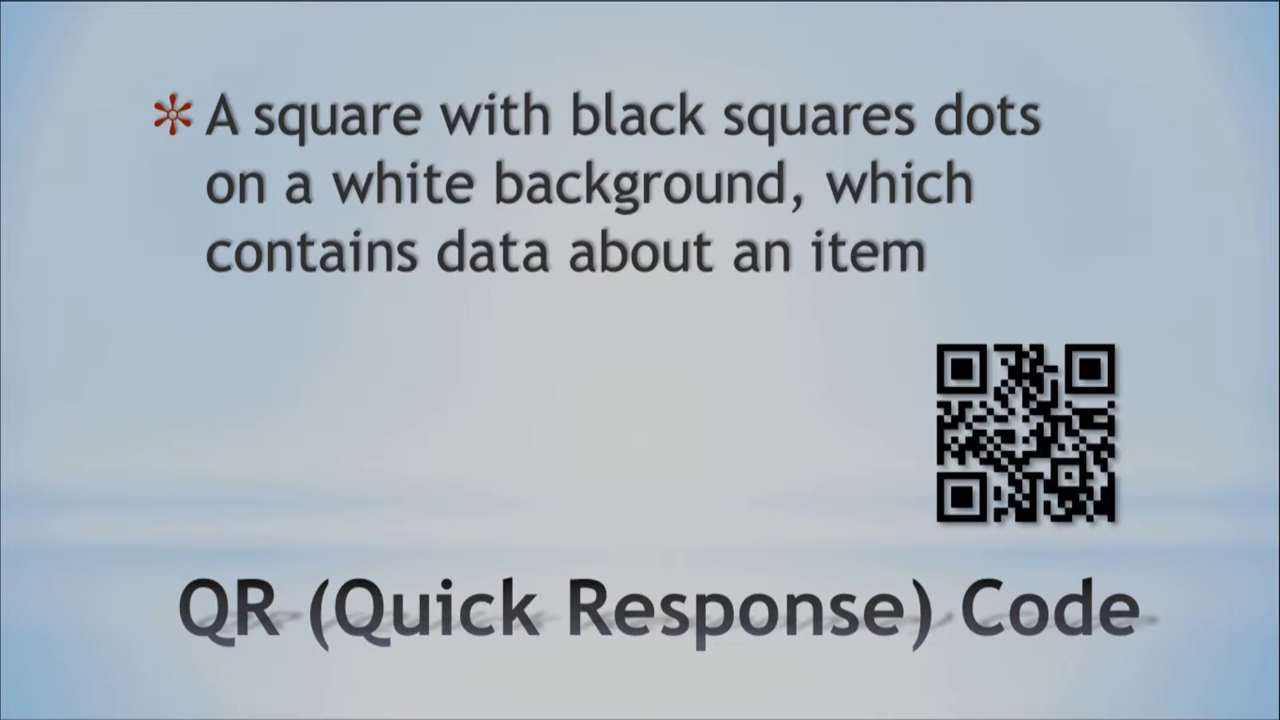 * A square with black squares dots
on a white background, which
contains data about an item
QR (Quick Response) Code